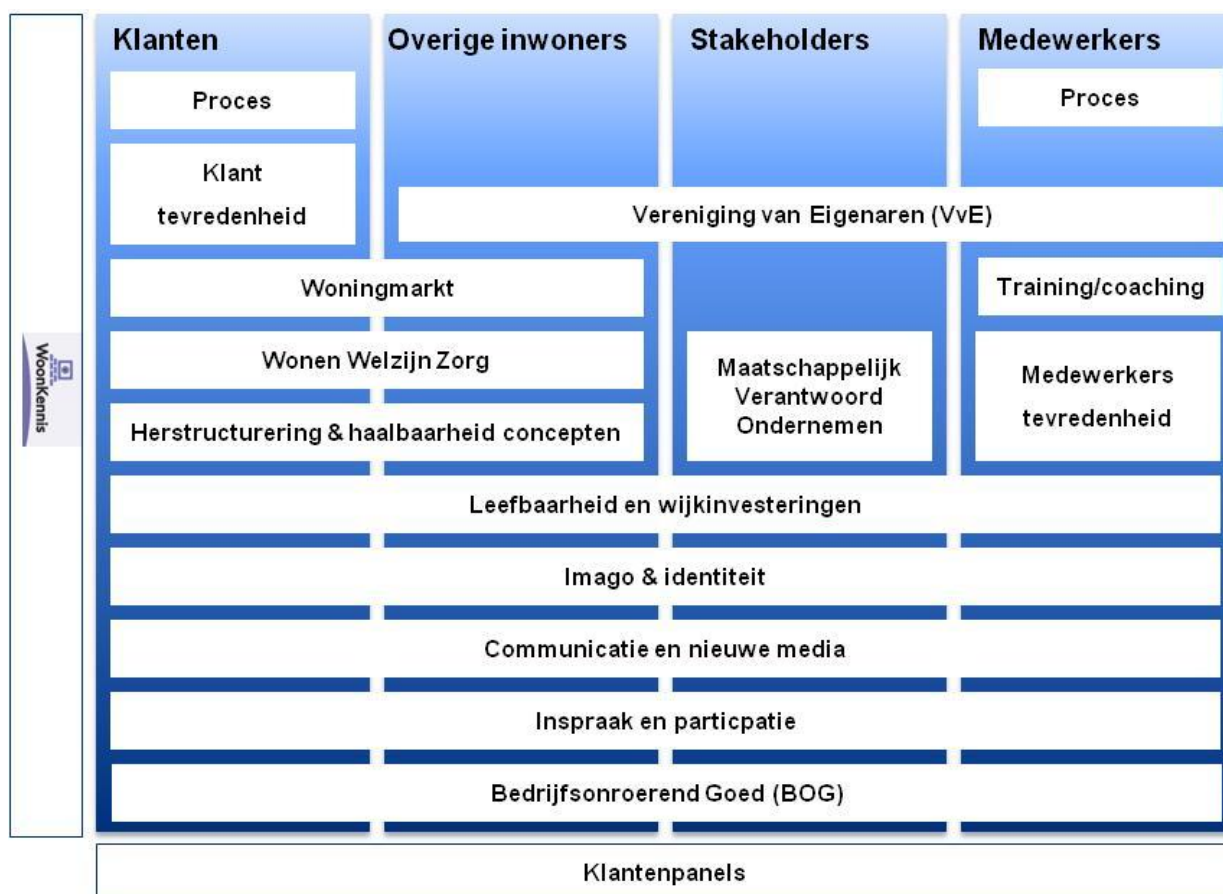 Klanten
Overige inwoners
Stakeholders
Medewerkers
Proces
Proces
Klant
tevredenheid
Vereniging van Eigenaren (VvE)
Woningmarkt
Training/coaching
Wonen Welzijn Zorg
Maatschappelijk
Verantwoord
Ondernemen
Medewerkers
tevredenheid
Herstructurering & haalbaarheid concepten
Leefbaarheid en wijkinvesteringen
Imago & identiteit
Communicatie en nieuwe media
Inspraak en particpatie
Bedrijfsonroerend Goed (BOG)
Klantenpanels
WoonKennis